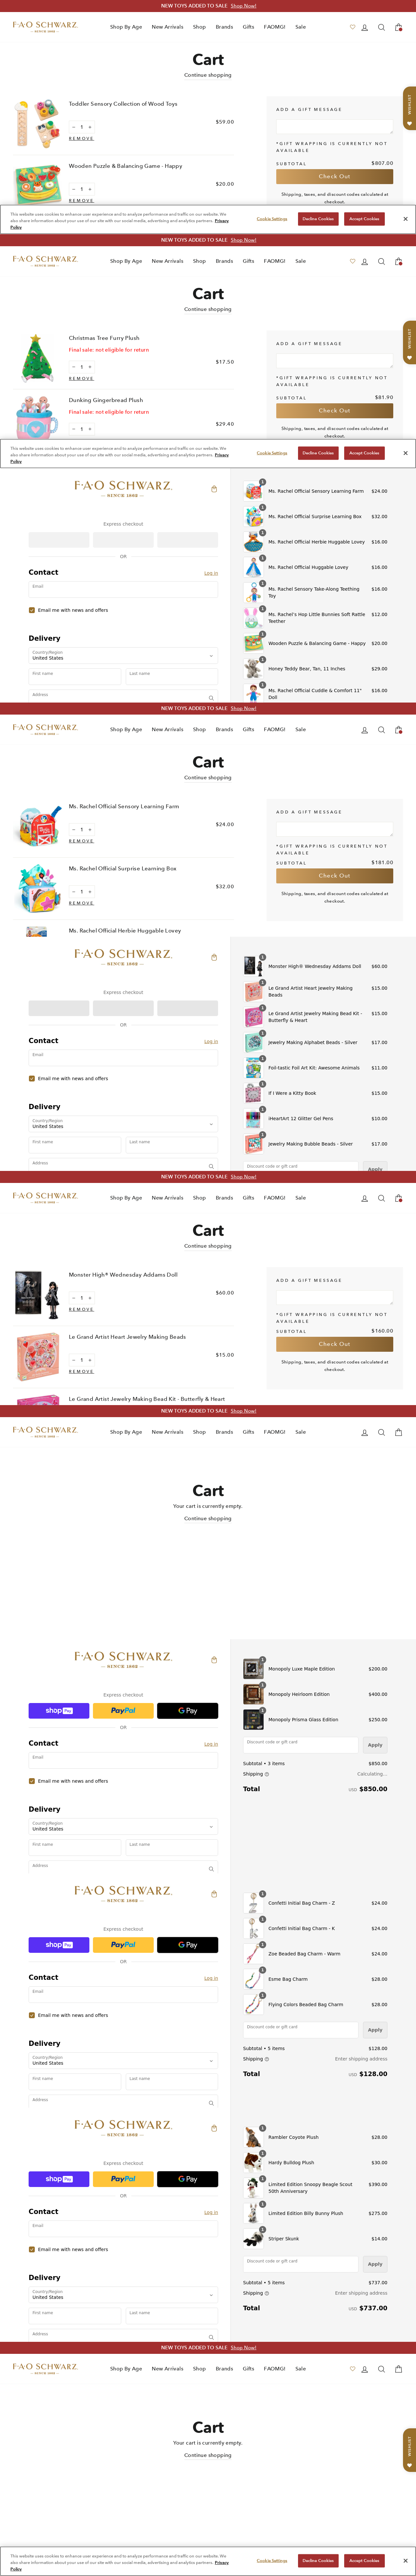 NEW TOYS ADDED TO SALE Shop Now!
F·A·O SCHWARZ.
— SINCE 1862 —
Shop By Age New Arrivals Shop Brands Gifts FAOMG! Sale
Cart
Continue shopping
Toddler Sensory Collection of Wood Toys
− 1 +
$59.00
REMOVE
Wooden Puzzle & Balancing Game - Happy
− 1 +
$20.00
REMOVE
ADD A GIFT MESSAGE
*GIFT WRAPPING IS CURRENTLY NOT
AVAILABLE
SUBTOTAL $807.00
Check Out
Shipping, taxes, and discount codes calculated at
checkout.
WISHLIST
This website uses cookies to enhance user experience and to analyze performance and traffic on our website. We
also share information about your use of our site with our social media, advertising and analytics partners. Privacy
Policy
Cookie Settings Decline Cookies Accept Cookies
NEW TOYS ADDED TO SALE Shop Now!
F·A·O SCHWARZ.
— SINCE 1862 —
Shop By Age New Arrivals Shop Brands Gifts FAOMG! Sale
Cart
Continue shopping
Christmas Tree Furry Plush
Final sale: not eligible for return
− 1 +
$17.50
REMOVE
Dunking Gingerbread Plush
Final sale: not eligible for return
− 1 +
$29.40
ADD A GIFT MESSAGE
*GIFT WRAPPING IS CURRENTLY NOT
AVAILABLE
SUBTOTAL $81.90
Check Out
Shipping, taxes, and discount codes calculated at
checkout.
WISHLIST
This website uses cookies to enhance user experience and to analyze performance and traffic on our website. We
also share information about your use of our site with our social media, advertising and analytics partners. Privacy
Policy
Cookie Settings Decline Cookies Accept Cookies
F·A·O SCHWARZ.
— SINCE 1862 —
Express checkout
OR
Contact Log in
Email
Email me with news and offers
Delivery
Country/Region
United States
First name Last name
Address
1
Ms. Rachel Official Sensory Learning Farm $24.00
1
Ms. Rachel Official Surprise Learning Box $32.00
1
Ms. Rachel Official Herbie Huggable Lovey $16.00
1
Ms. Rachel Official Huggable Lovey $16.00
1
Ms. Rachel Sensory Take-Along Teething $16.00
Toy
1
Ms. Rachel's Hop Little Bunnies Soft Rattle $12.00
Teether
1
Wooden Puzzle & Balancing Game - Happy $20.00
1
Honey Teddy Bear, Tan, 11 Inches $29.00
1
Ms. Rachel Official Cuddle & Comfort 11" $16.00
Doll
NEW TOYS ADDED TO SALE Shop Now!
F·A·O SCHWARZ.
— SINCE 1862 —
Shop By Age New Arrivals Shop Brands Gifts FAOMG! Sale
Cart
Continue shopping
Ms. Rachel Official Sensory Learning Farm
− 1 +
$24.00
REMOVE
Ms. Rachel Official Surprise Learning Box
− 1 +
$32.00
REMOVE
Ms. Rachel Official Herbie Huggable Lovey
ADD A GIFT MESSAGE
*GIFT WRAPPING IS CURRENTLY NOT
AVAILABLE
SUBTOTAL $181.00
Check Out
Shipping, taxes, and discount codes calculated at
checkout.
F·A·O SCHWARZ.
— SINCE 1862 —
Express checkout
OR
Contact Log in
Email
Email me with news and offers
Delivery
Country/Region
United States
First name Last name
Address
1
Monster High® Wednesday Addams Doll $60.00
1
Le Grand Artist Heart Jewelry Making $15.00
Beads
1
Le Grand Artist Jewelry Making Bead Kit - $15.00
Butterfly & Heart
1
Jewelry Making Alphabet Beads - Silver $17.00
1
Foil-tastic Foil Art Kit: Awesome Animals $11.00
1
If I Were a Kitty Book $15.00
1
iHeartArt 12 Glitter Gel Pens $10.00
1
Jewelry Making Bubble Beads - Silver $17.00
Discount code or gift card Apply
NEW TOYS ADDED TO SALE Shop Now!
F·A·O SCHWARZ.
— SINCE 1862 —
Shop By Age New Arrivals Shop Brands Gifts FAOMG! Sale
Cart
Continue shopping
Monster High® Wednesday Addams Doll
− 1 +
$60.00
REMOVE
Le Grand Artist Heart Jewelry Making Beads
− 1 +
$15.00
REMOVE
Le Grand Artist Jewelry Making Bead Kit - Butterfly & Heart
ADD A GIFT MESSAGE
*GIFT WRAPPING IS CURRENTLY NOT
AVAILABLE
SUBTOTAL $160.00
Check Out
Shipping, taxes, and discount codes calculated at
checkout.
NEW TOYS ADDED TO SALE Shop Now!
F·A·O SCHWARZ.
— SINCE 1862 —
Shop By Age New Arrivals Shop Brands Gifts FAOMG! Sale
Cart
Your cart is currently empty.
Continue shopping
F·A·O SCHWARZ.
— SINCE 1862 —
Express checkout
shop Pay PayPal G Pay
OR
Contact Log in
Email
Email me with news and offers
Delivery
Country/Region
United States
First name Last name
Address
1
Monopoly Luxe Maple Edition $200.00
1
Monopoly Heirloom Edition $400.00
1
Monopoly Prisma Glass Edition $250.00
Discount code or gift card Apply
Subtotal • 3 items $850.00
Shipping Calculating...
Total USD $850.00
F·A·O SCHWARZ.
— SINCE 1862 —
Express checkout
shop Pay PayPal G Pay
OR
Contact Log in
Email
Email me with news and offers
Delivery
Country/Region
United States
First name Last name
Address
1
Confetti Initial Bag Charm - Z $24.00
1
Confetti Initial Bag Charm - K $24.00
1
Zoe Beaded Bag Charm - Warm $24.00
1
Esme Bag Charm $28.00
1
Flying Colors Beaded Bag Charm $28.00
Discount code or gift card Apply
Subtotal • 5 items $128.00
Shipping Enter shipping address
Total USD $128.00
F·A·O SCHWARZ.
— SINCE 1862 —
Express checkout
shop Pay PayPal G Pay
OR
Contact Log in
Email
Email me with news and offers
Delivery
Country/Region
United States
First name Last name
Address
1
Rambler Coyote Plush $28.00
1
Hardy Bulldog Plush $30.00
1
Limited Edition Snoopy Beagle Scout $390.00
50th Anniversary
1
Limited Edition Billy Bunny Plush $275.00
1
Striper Skunk $14.00
Discount code or gift card Apply
Subtotal • 5 items $737.00
Shipping Enter shipping address
Total USD $737.00
NEW TOYS ADDED TO SALE Shop Now!
F·A·O SCHWARZ.
— SINCE 1862 —
Shop By Age New Arrivals Shop Brands Gifts FAOMG! Sale
Cart
Your cart is currently empty.
Continue shopping
WISHLIST
This website uses cookies to enhance user experience and to analyze performance and traffic on our website. We
also share information about your use of our site with our social media, advertising and analytics partners. Privacy
Policy
Cookie Settings Decline Cookies Accept Cookies